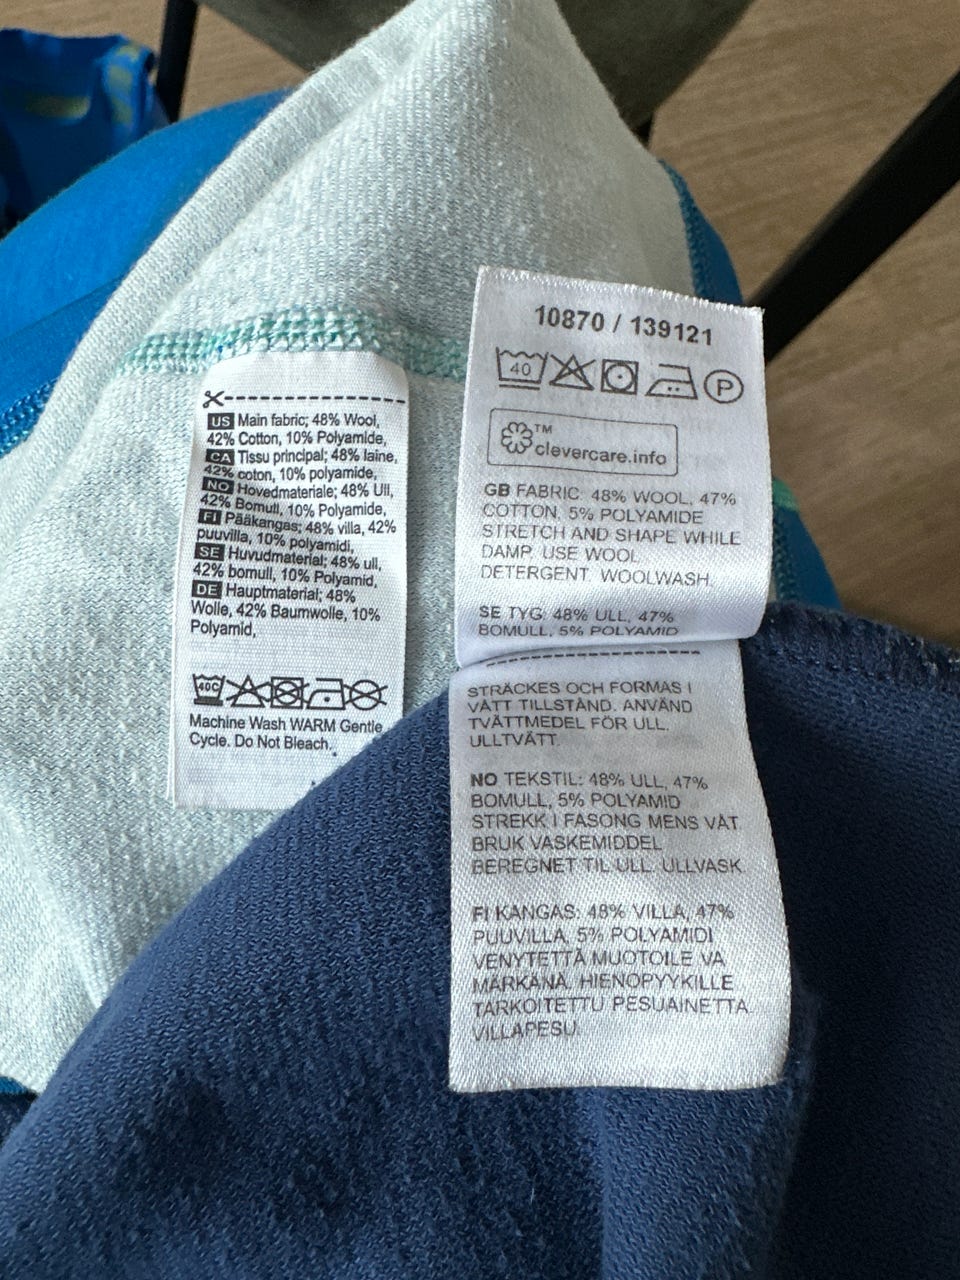 US Main fabric; 48% Wool,
42% Cotton, 10% Polyamide,
CA Tissu principal; 48% laine,
42% coton, 10% polyamide,
NO Hovedmateriale; 48% Ull,
42% Bomull, 10% Polyamid,
FI Pääkangas; 48% villa, 42%
puuvilla, 10% polyamidi,
SE Huvudmaterial; 48% ull,
42% bomull, 10% Polyamid,
DE Hauptmaterial; 48%
Wolle, 42% Baumwolle, 10%
Polyamid,
40C
Machine Wash WARM Gentle
Cycle. Do Not Bleach.
10870 / 139121
40 P
TM
clevercare.info
GB FABRIC: 48% WOOL, 47%
COTTON, 5% POLYAMIDE
STRETCH AND SHAPE WHILE
DAMP. USE WOOL
DETERGENT. WOOLWASH.
SE TYG: 48% ULL, 47%
BOMULL, 5% POLYAMID
STRÄCKES OCH FORMAS I
VÅTT TILLSTÅND. ANVÄND
TVÄTTMEDEL FÖR ULL.
ULLTVÄTT.
NO TEKSTIL: 48% ULL, 47%
BOMULL, 5% POLYAMID
STREKK I FASONG MENS VÅT.
BRUK VASKEMIDDEL
BEREGNET TIL ULL. ULLVASK.
FI KANGAS: 48% VILLA, 47%
PUUVILLA, 5% POLYAMIDI
VENYTETTÄ MUOTOILE VA
MÄRKÄNÄ. HIENOPYYKILLE
TARKOITETTU PESUAINETTA.
VILLAPESU.